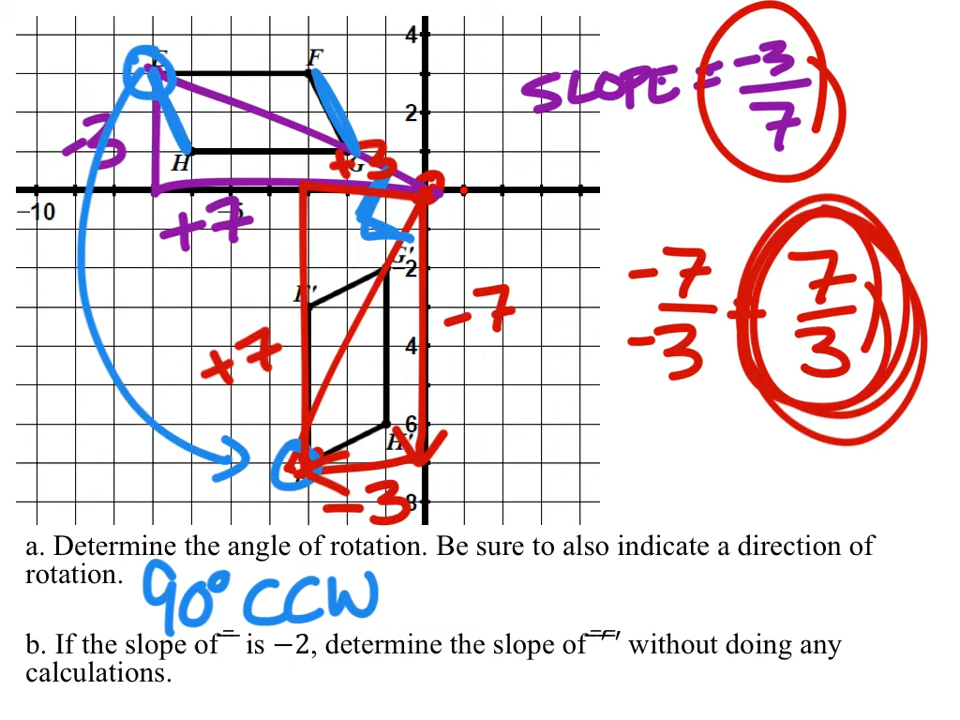 4
E
F
SLOPE = -3/7
2
-3
H
G
+3
-10
-5
+7
G'
-2
F'
-7
-7/-3 = 7/3
+7
4
6
H'
-3
8
a. Determine the angle of rotation. Be sure to also indicate a direction of
rotation.
90° CCW
b. If the slope of is −2, determine the slope of without doing any
calculations.